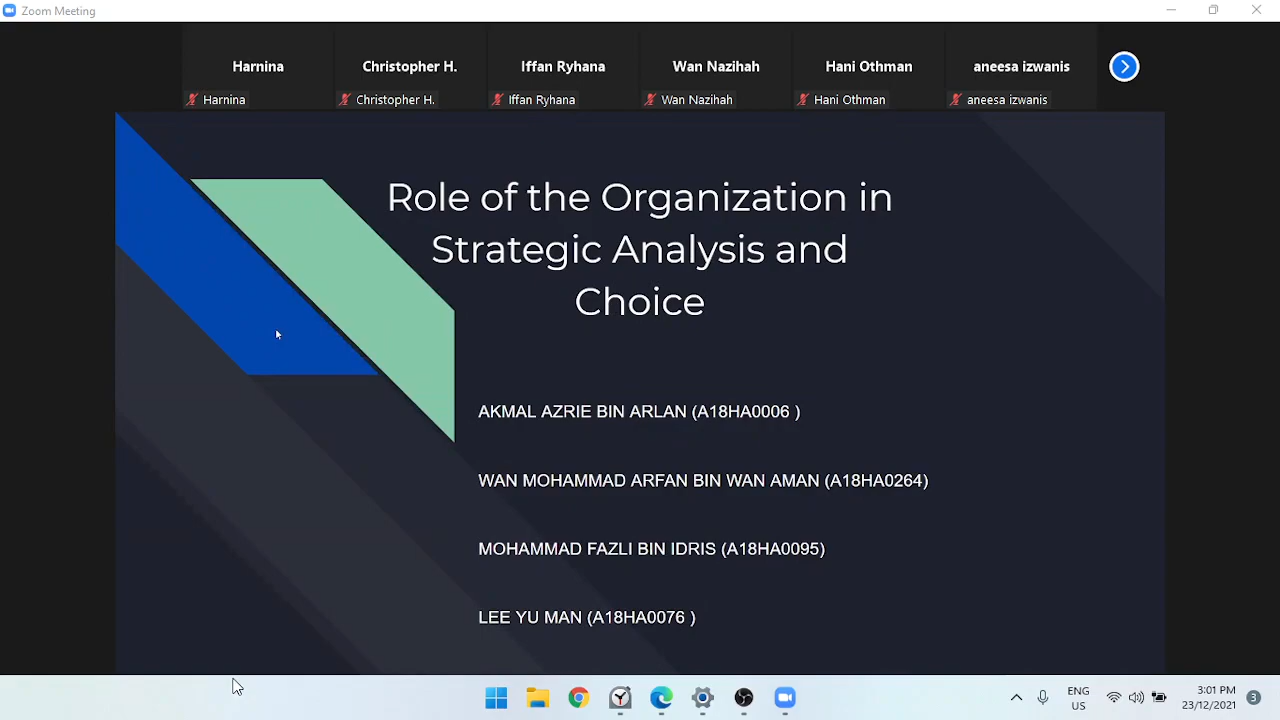 Zoom Meeting
Harnina
Christopher H.
Iffan Ryhana
Wan Nazihah
Hani Othman
aneesa izwanis
Harnina
Christopher H.
Iffan Ryhana
Wan Nazihah
Hani Othman
aneesa izwanis
Role of the Organization in
Strategic Analysis and
Choice
AKMAL AZRIE BIN ARLAN (A18HA0006 )
WAN MOHAMMAD ARFAN BIN WAN AMAN (A18HA0264)
MOHAMMAD FAZLI BIN IDRIS (A18HA0095)
LEE YU MAN (A18HA0076 )
ENG
US
3:01 PM
23/12/2021
3